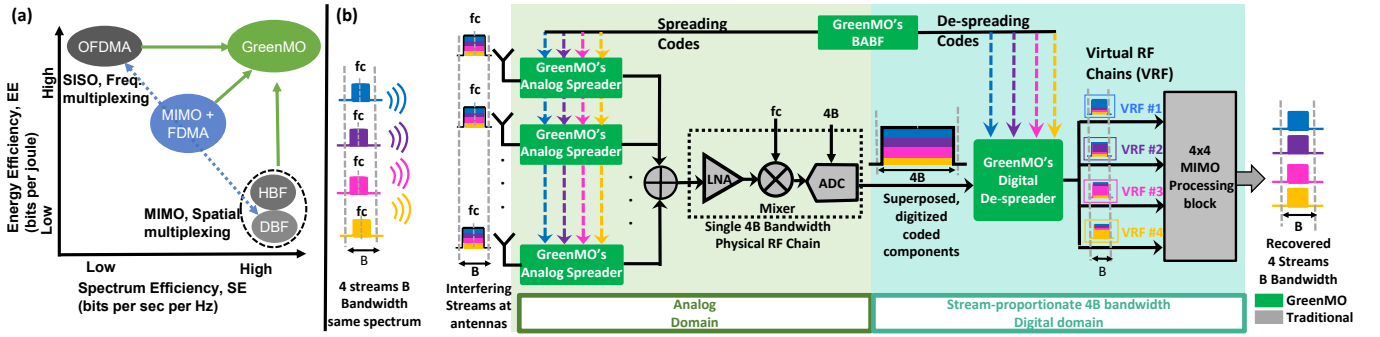 (a)
High
Energy Efficiency, EE
(bits per joule)
Low
OFDMA
GreenMO
SISO, Freq.
multiplexing
MIMO +
FDMA
HBF
DBF
MIMO, Spatial
multiplexing
Low
High
Spectrum Efficiency, SE
(bits per sec per Hz)
(b)
fc
fc
fc
fc
B
4 streams B
Bandwidth
same spectrum
fc
fc
fc
B
Interfering
Streams at
antennas
Spreading
Codes
GreenMO's
BABF
De-spreading
Codes
GreenMO's
Analog Spreader
GreenMO's
Analog Spreader
GreenMO's
Analog Spreader
LNA
fc
Mixer
4B
ADC
Single 4B Bandwidth
Physical RF Chain
4B
Superposed,
digitized
coded
components
GreenMO's
Digital
De-spreader
Virtual RF
Chains (VRF)
VRF #1
VRF #2
VRF #3
VRF #4
B
4x4
MIMO
Processing
block
B
Recovered
4 Streams
B Bandwidth
Analog
Domain
Stream-proportionate 4B bandwidth
Digital domain
GreenMO
Traditional